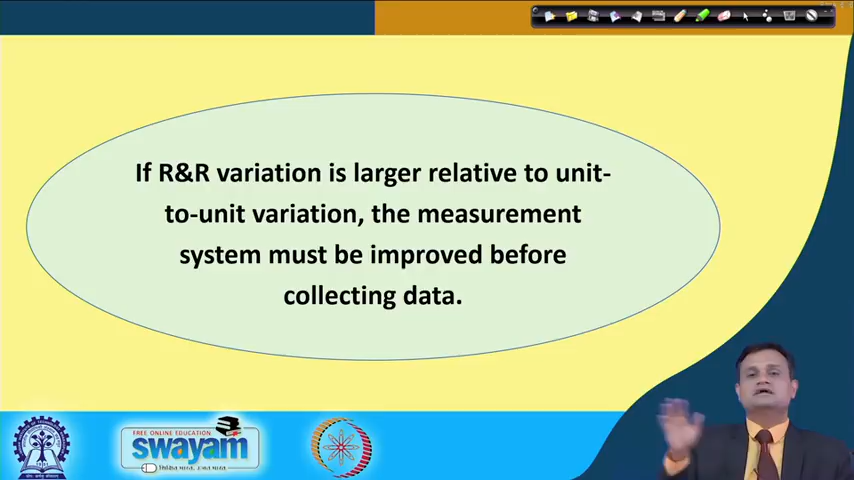 If R&R variation is larger relative to unit-
to-unit variation, the measurement
system must be improved before
collecting data.
FREE ONLINE EDUCATION
swayam